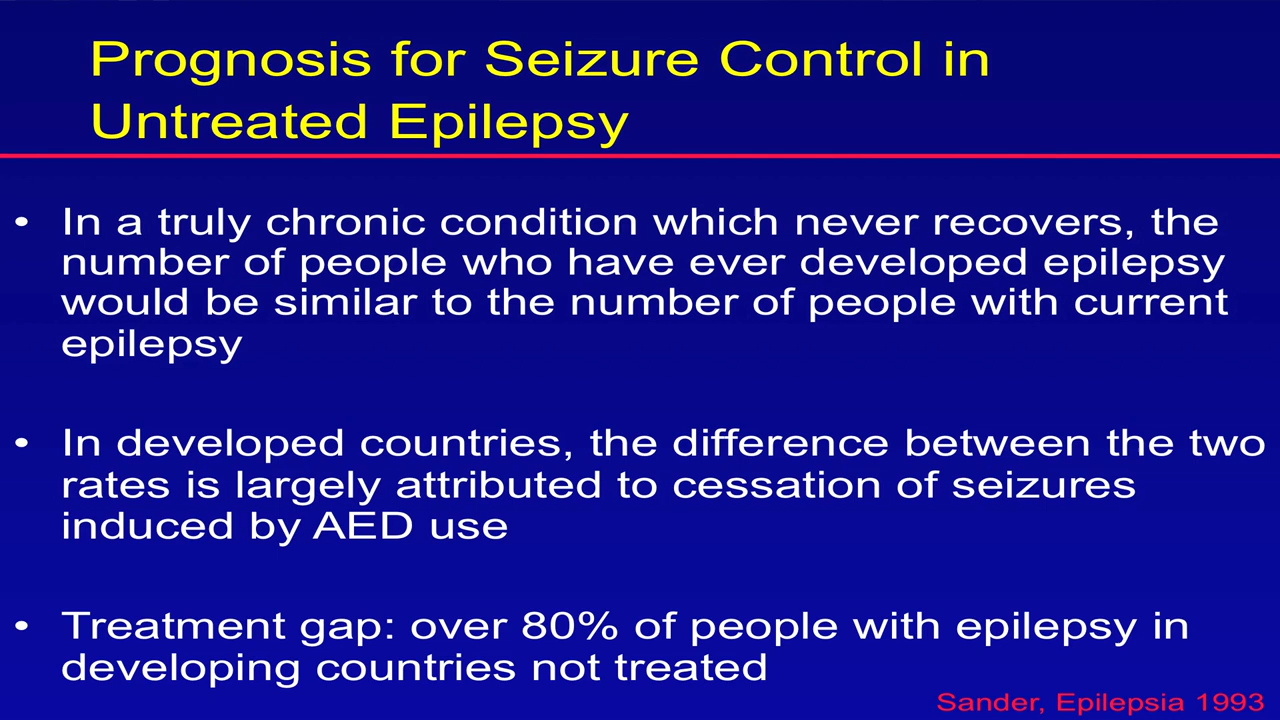 Prognosis for Seizure Control in
Untreated Epilepsy
• In a truly chronic condition which never recovers, the
number of people who have ever developed epilepsy
would be similar to the number of people with current
epilepsy
• In developed countries, the difference between the two
rates is largely attributed to cessation of seizures
induced by AED use
• Treatment gap: over 80% of people with epilepsy in
developing countries not treated
Sander, Epilepsia 1993